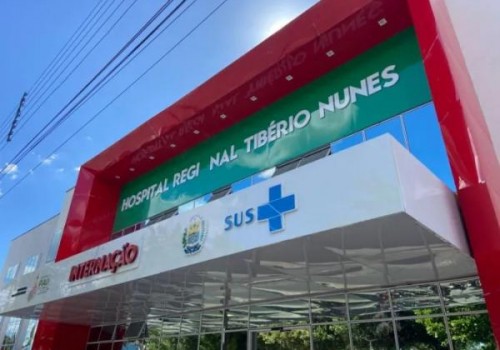 HOSPITAL REGI NAL TIBÉRIO NUNES
SUS
INTERNAÇÃO